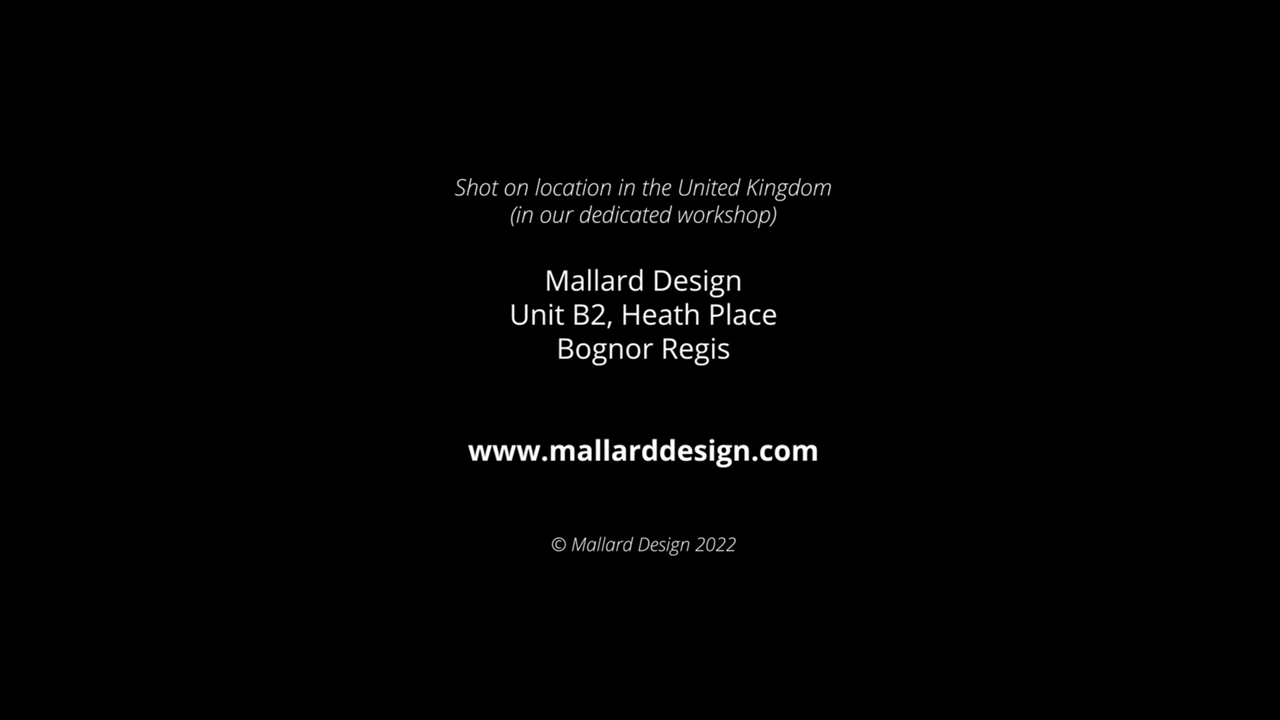 Shot on location in the United Kingdom
(in our dedicated workshop)
Mallard Design
Unit B2, Heath Place
Bognor Regis
www.mallarddesign.com
© Mallard Design 2022